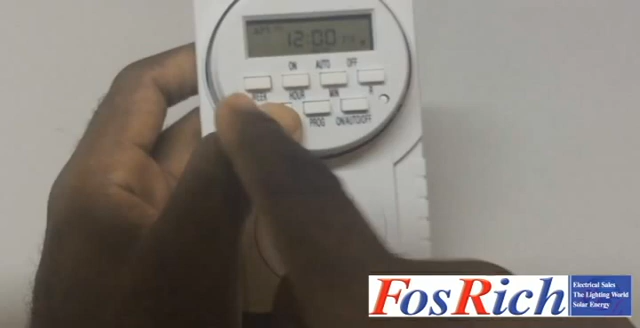 12:00
ON AUTO OFF
WEEK HOUR MIN R
PROG ON/AUTO/OFF
FosRich
Electrical Sales
The Lighting World
Solar Energy